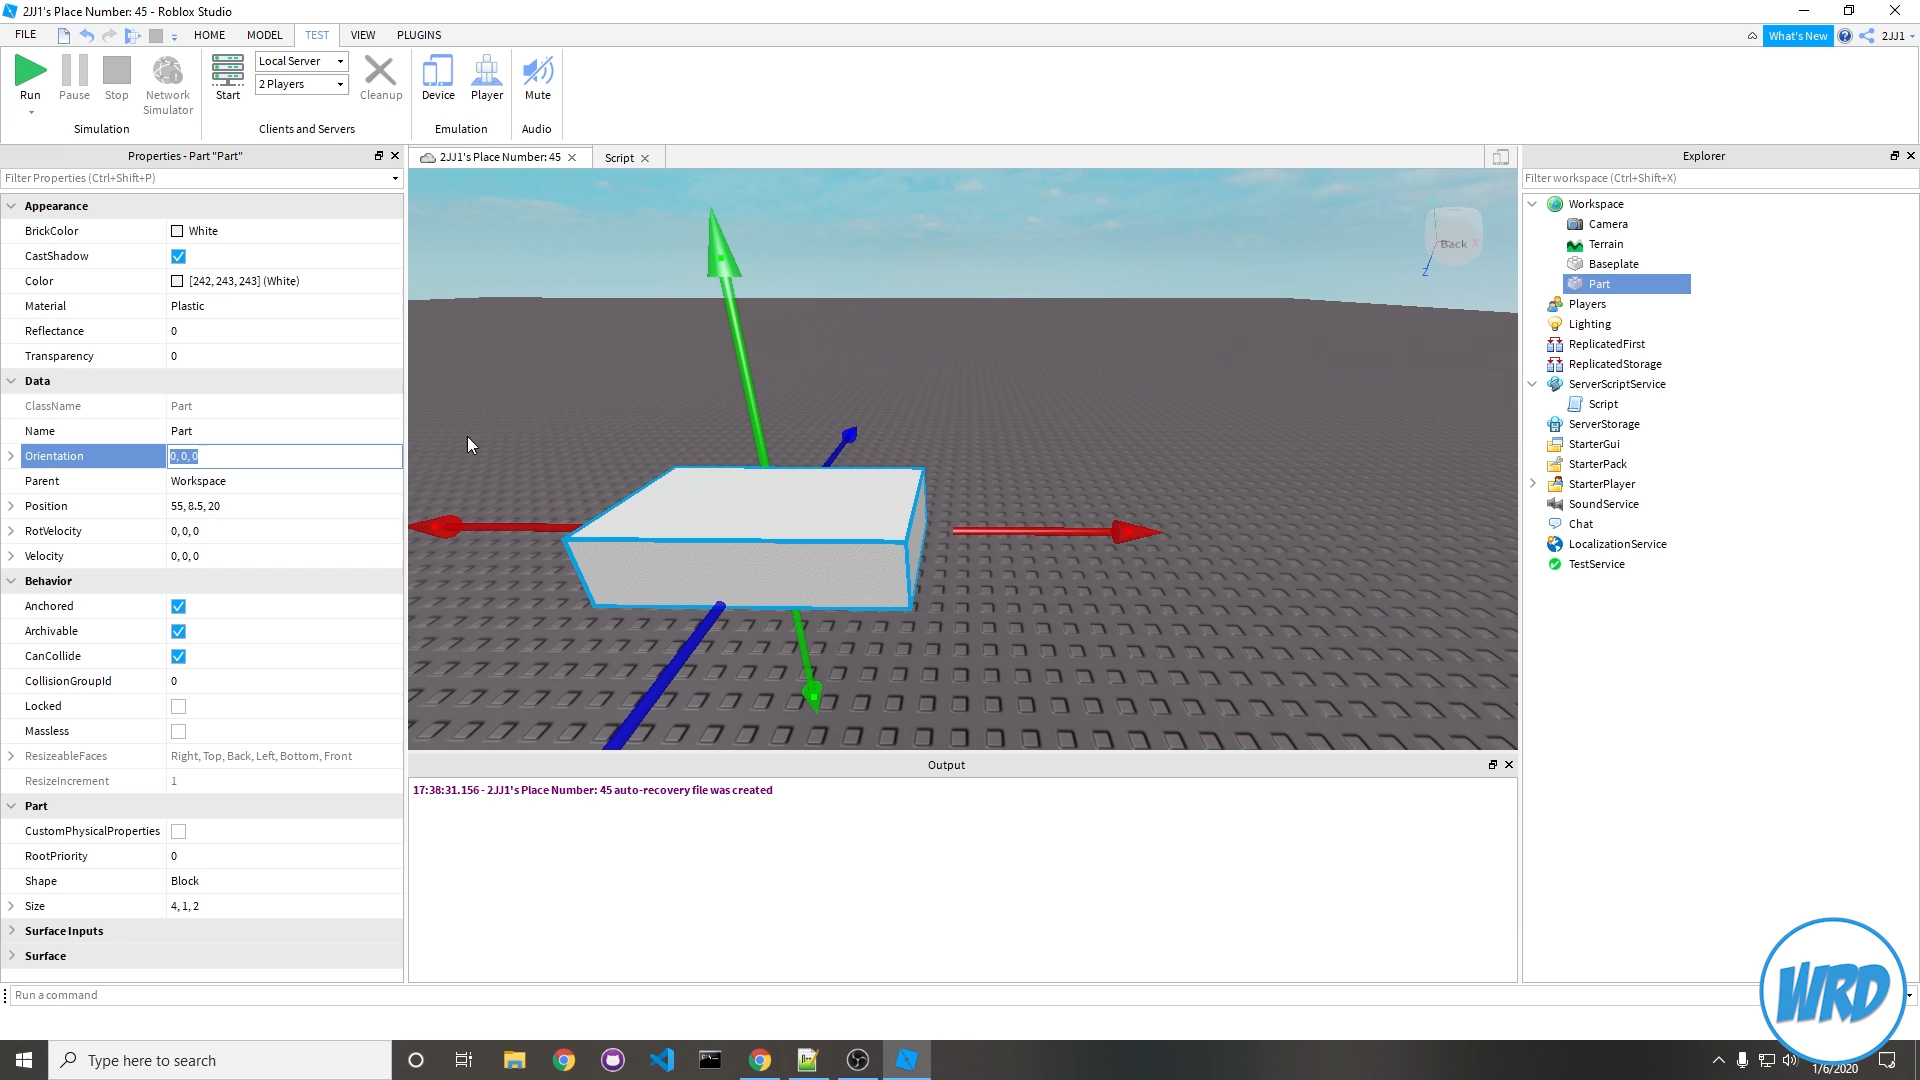 2JJ1's Place Number: 45 - Roblox Studio
FILE HOME MODEL TEST VIEW PLUGINS What's New 2JJ1
Run Pause Stop Network Simulator Start Local Server 2 Players Cleanup Device Player Mute
Simulation Clients and Servers Emulation Audio
Properties - Part "Part"
Filter Properties (Ctrl+Shift+P)
Appearance
BrickColor White
CastShadow
Color [242, 243, 243] (White)
Material Plastic
Reflectance 0
Transparency 0
Data
ClassName Part
Name Part
Orientation 0, 0, 0
Parent Workspace
Position 55, 8.5, 20
RotVelocity 0, 0, 0
Velocity 0, 0, 0
Behavior
Anchored
Archivable
CanCollide
CollisionGroupId 0
Locked
Massless
ResizeableFaces Right, Top, Back, Left, Bottom, Front
ResizeIncrement 1
Part
CustomPhysicalProperties
RootPriority 0
Shape Block
Size 4, 1, 2
Surface Inputs
Surface
2JJ1's Place Number: 45 Script
Back X
Z
Output
17:38:31.156 - 2JJ1's Place Number: 45 auto-recovery file was created
Explorer
Filter workspace (Ctrl+Shift+X)
Workspace
Camera
Terrain
Baseplate
Part
Players
Lighting
ReplicatedFirst
ReplicatedStorage
ServerScriptService
Script
ServerStorage
StarterGui
StarterPack
StarterPlayer
SoundService
Chat
LocalizationService
TestService
Run a command
WRD
Type here to search
1/6/2020